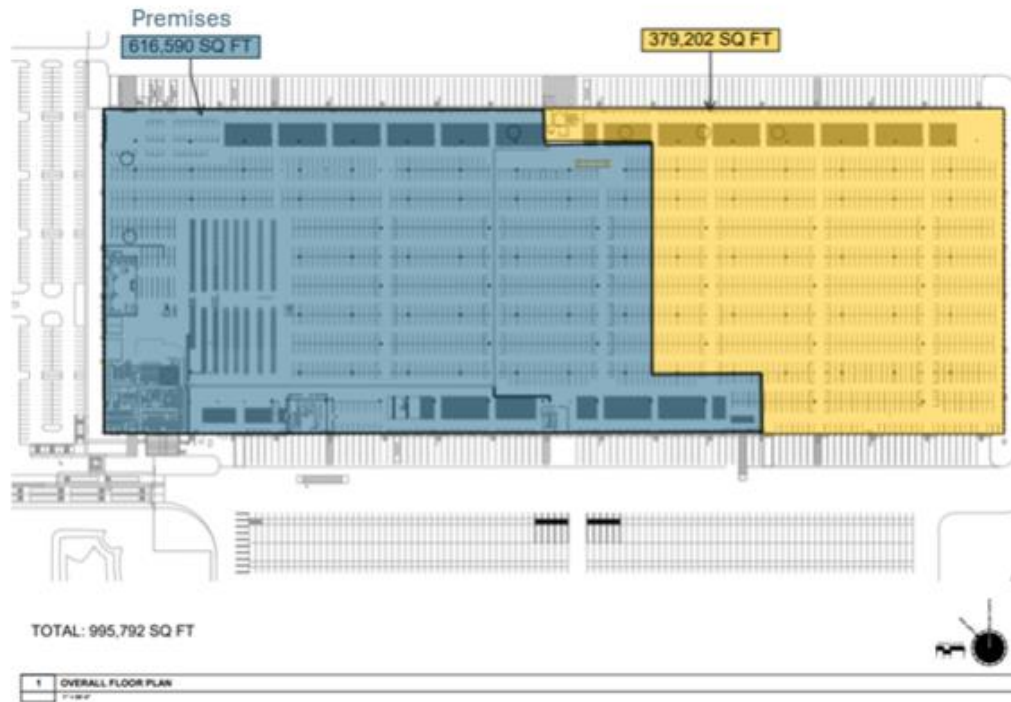 Premises
616,590 SQ FT
379,202 SQ FT
TOTAL: 995,792 SQ FT
1 OVERALL FLOOR PLAN